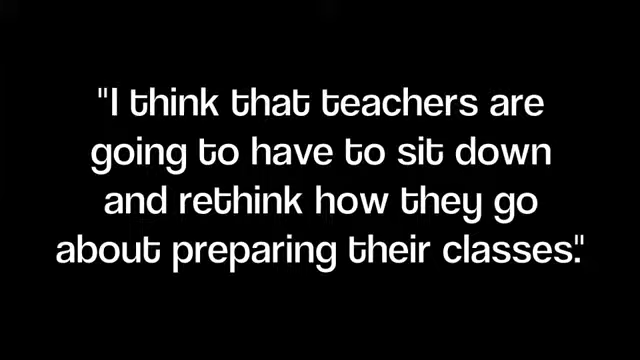 "I think that teachers are
going to have to sit down
and rethink how they go
about preparing their classes."